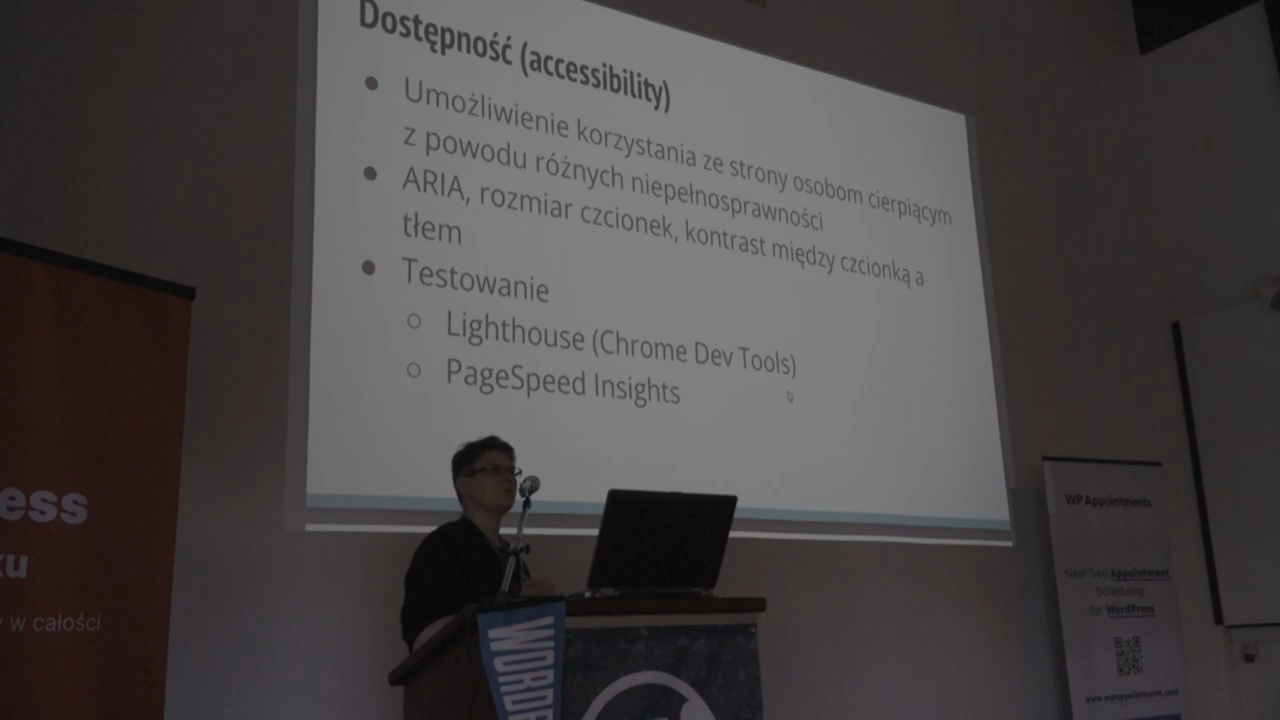 Dostępność (accessibility)
Umożliwienie korzystania ze strony osobom cierpiącym
z powodu różnych niepełnosprawności
ARIA, rozmiar czcionek, kontrast między czcionką a
tłem
Testowanie
Lighthouse (Chrome Dev Tools)
PageSpeed Insights
ess
ku
w całości
WORD
WP Appointments
Next-Gen Appointment
Scheduling
for WordPress
www.wpappointments.com